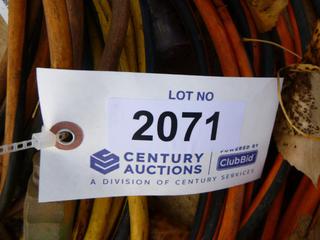 LOT NO
2071
CENTURY AUCTIONS
POWERED BY ClubBid
A DIVISION OF CENTURY SERVICES